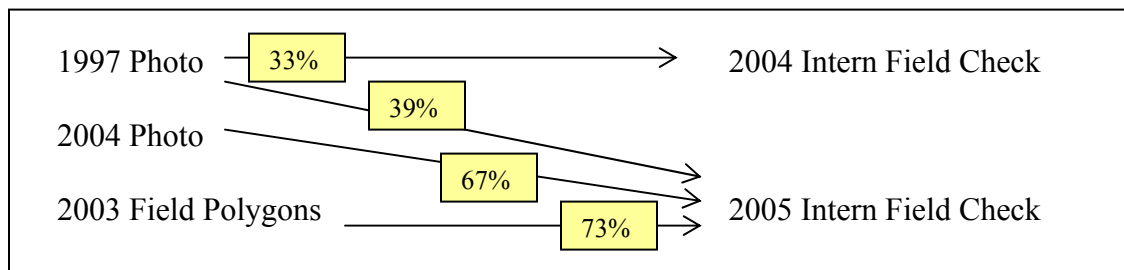 1997 Photo 33% 2004 Intern Field Check
39%
2004 Photo
67%
2003 Field Polygons 2005 Intern Field Check
73%